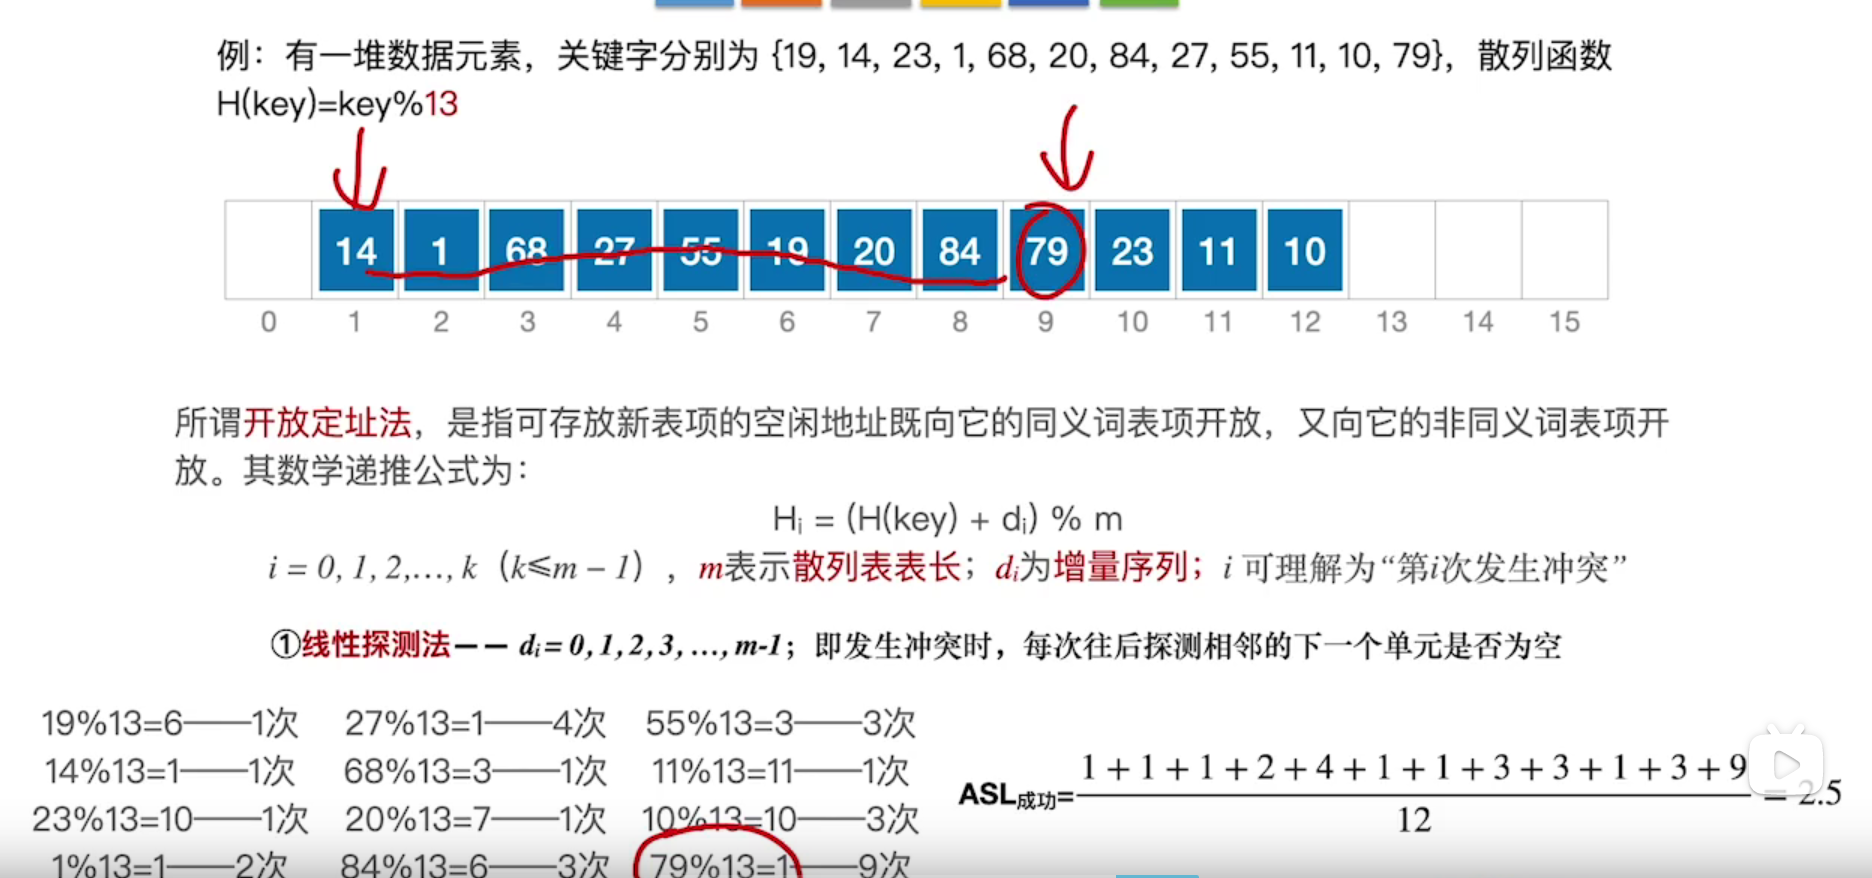 例：有一堆数据元素，关键字分别为 {19, 14, 23, 1, 68, 20, 84, 27, 55, 11, 10, 79}，散列函数
H(key)=key%13
14 1 68 27 55 19 20 84 79 23 11 10
0 1 2 3 4 5 6 7 8 9 10 11 12 13 14 15
所谓开放定址法，是指可存放新表项的空闲地址既向它的同义词表项开放，又向它的非同义词表项开
放。其数学递推公式为：
Hᵢ = (H(key) + dᵢ) % m
i = 0, 1, 2,…, k（k≤m – 1），m表示散列表表长；dᵢ为增量序列；i 可理解为“第i次发生冲突”
①线性探测法—— dᵢ= 0, 1, 2, 3, …, m-1；即发生冲突时，每次往后探测相邻的下一个单元是否为空
19%13=6——1次 27%13=1——4次 55%13=3——3次
14%13=1——1次 68%13=3——1次 11%13=11——1次
23%13=10——1次 20%13=7——1次 10%13=10——3次
1%13=1——2次 84%13=6——3次 79%13=1——9次
1 + 1 + 1 + 2 + 4 + 1 + 1 + 3 + 3 + 1 + 3 + 9
ASL成功= = 2.5
12